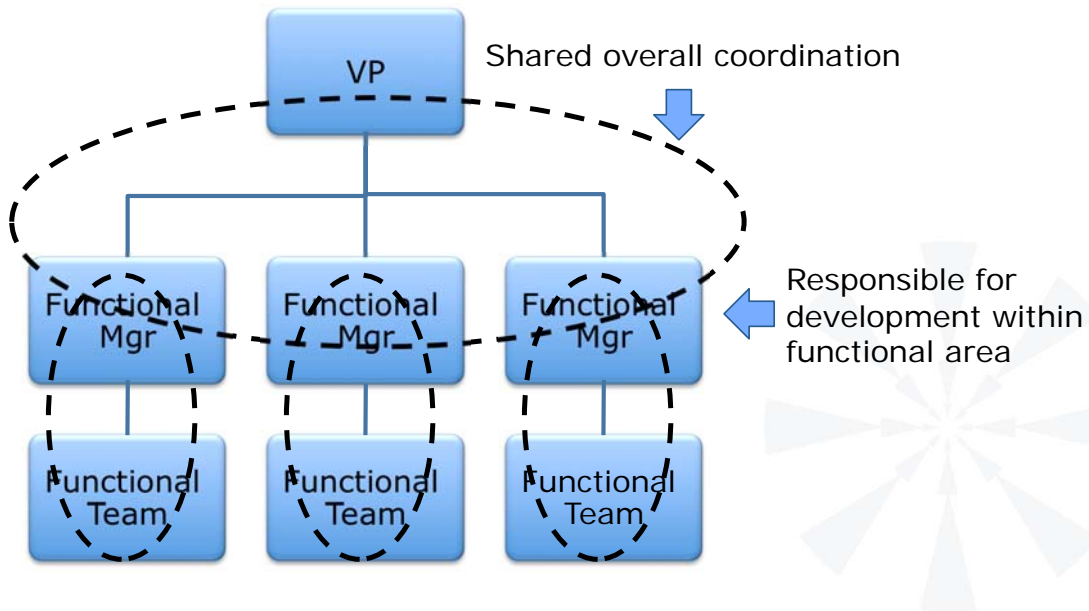 VP
Shared overall coordination
Functional
Mgr
Functional
Mgr
Functional
Mgr
Responsible for
development within
functional area
Functional
Team
Functional
Team
Functional
Team